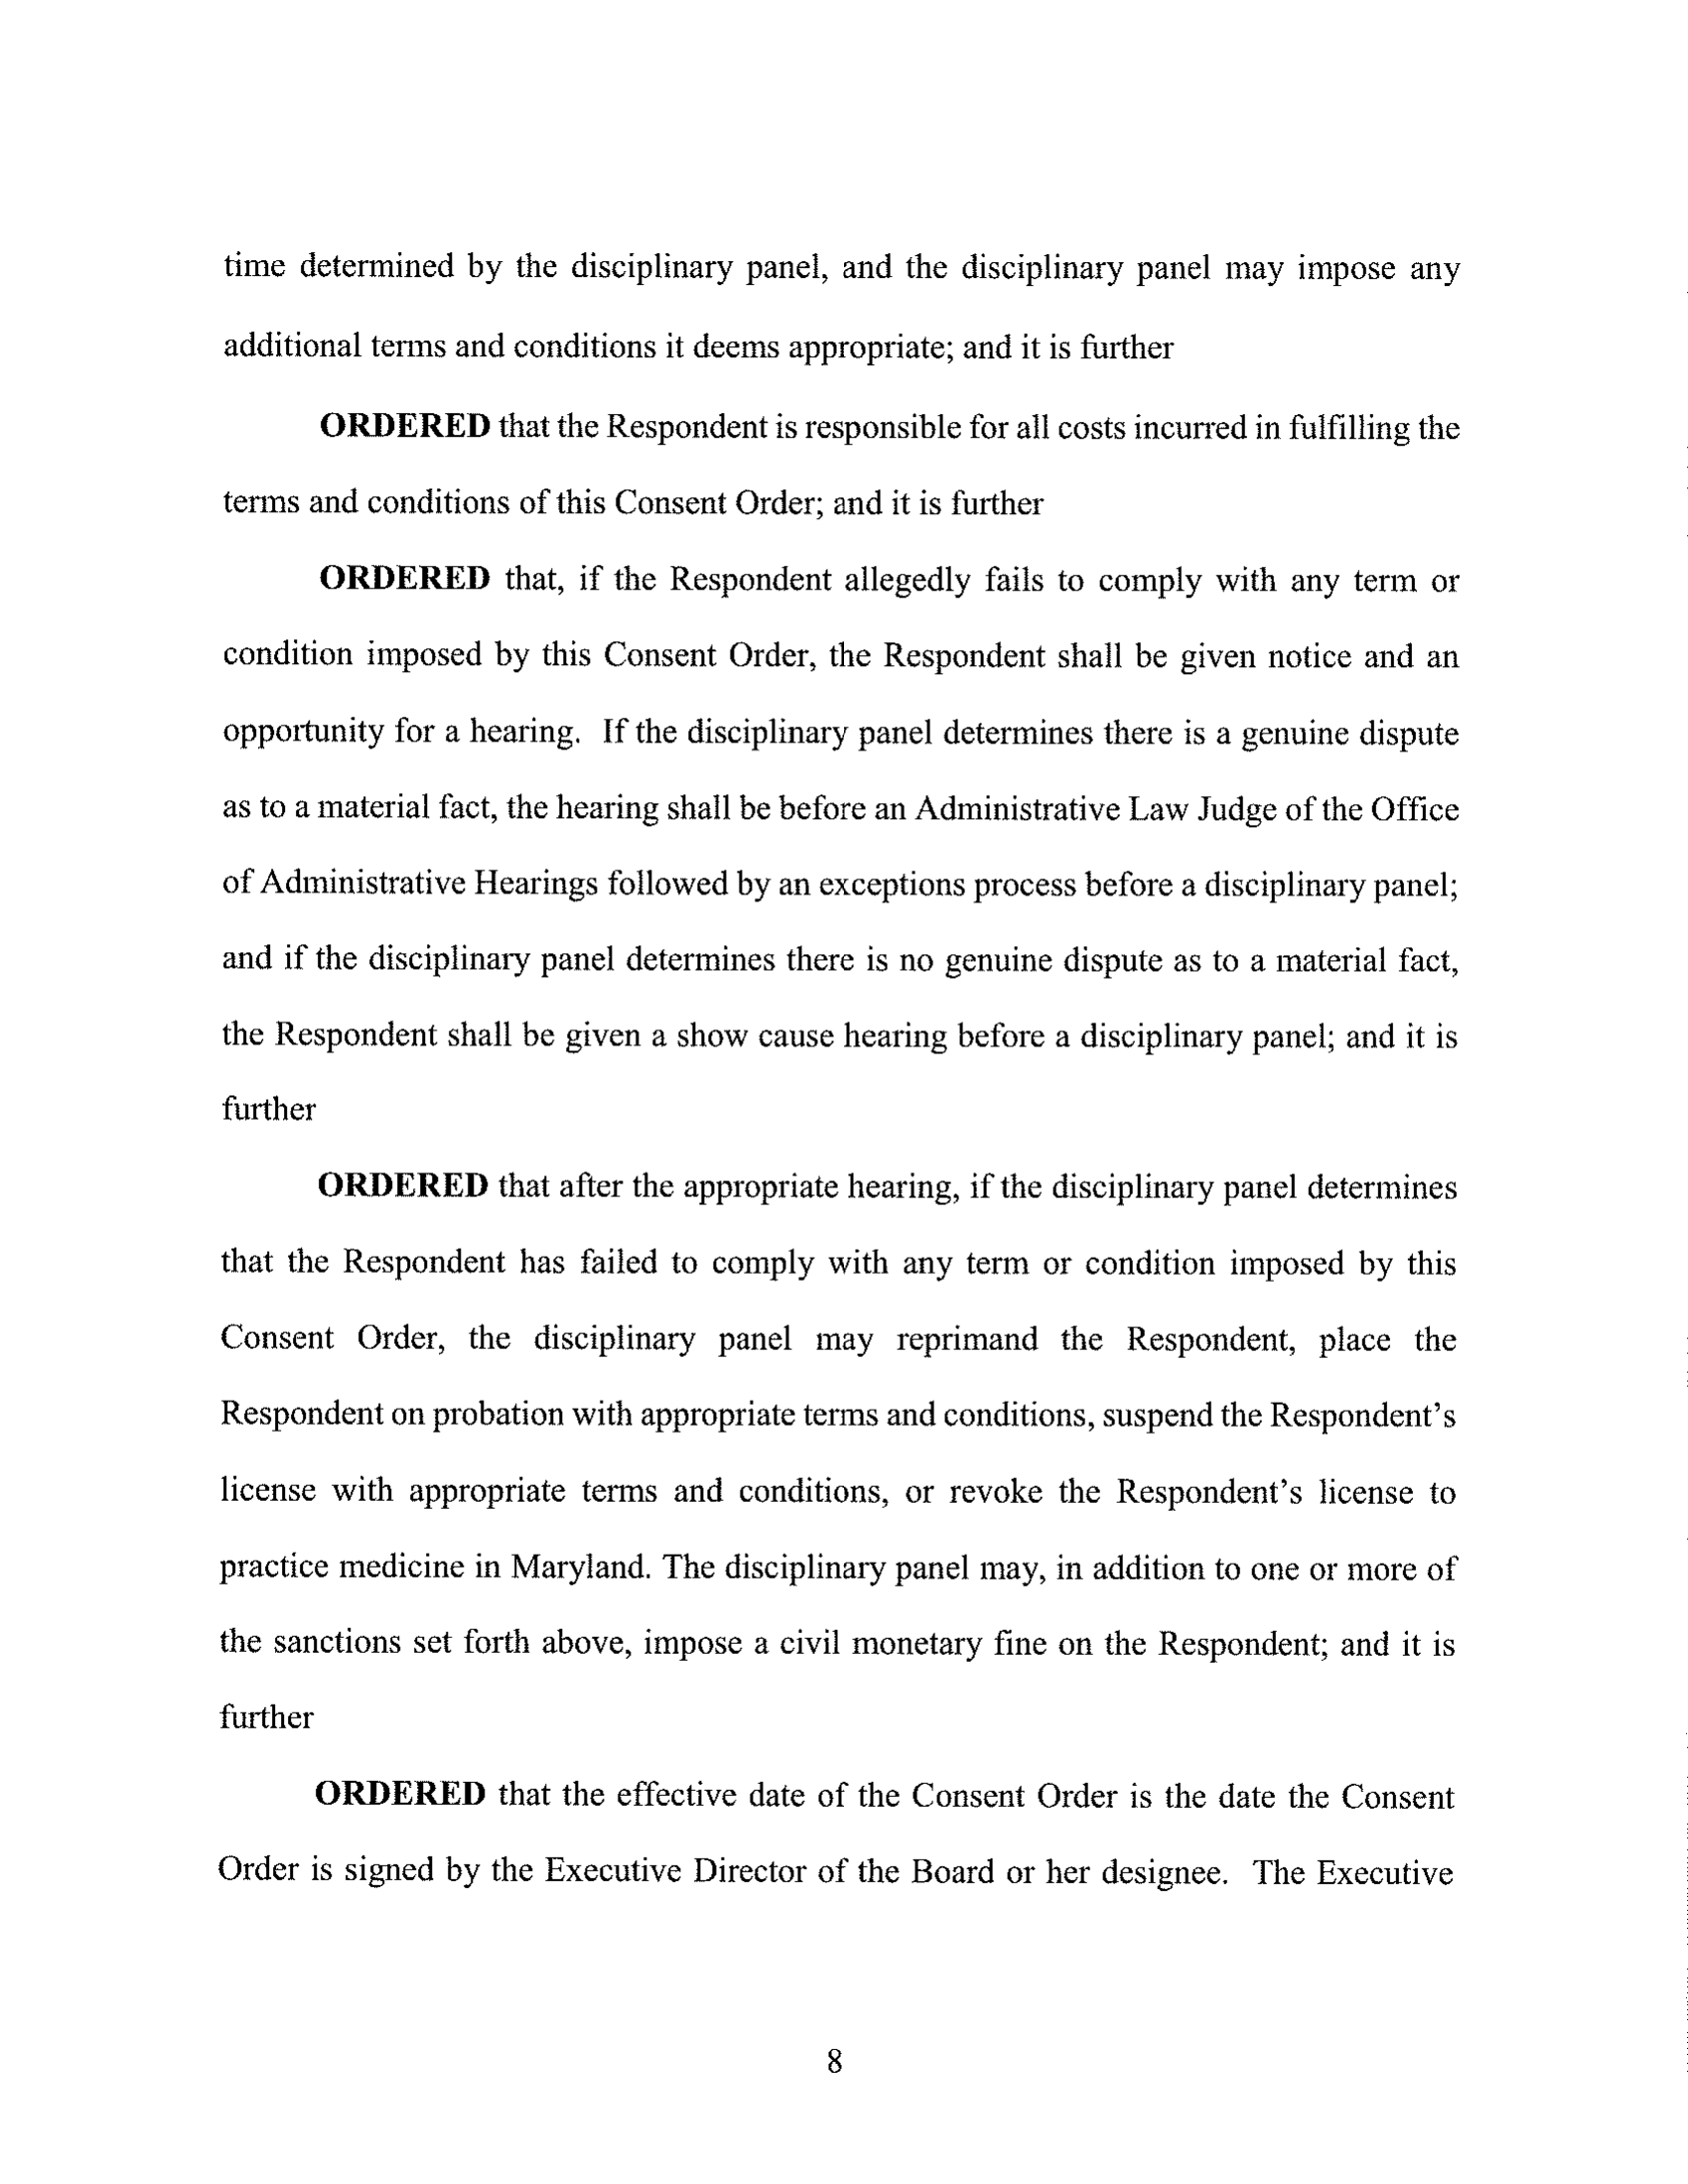 time determined by the disciplinary panel, and the disciplinary panel may impose any
additional terms and conditions it deems appropriate; and it is further
ORDERED that the Respondent is responsible for all costs incurred in fulfilling the
terms and conditions of this Consent Order; and it is further
ORDERED that, if the Respondent allegedly fails to comply with any term or
condition imposed by this Consent Order, the Respondent shall be given notice and an
opportunity for a hearing. If the disciplinary panel determines there is a genuine dispute
as to a material fact, the hearing shall be before an Administrative Law Judge of the Office
of Administrative Hearings followed by an exceptions process before a disciplinary panel;
and if the disciplinary panel determines there is no genuine dispute as to a material fact,
the Respondent shall be given a show cause hearing before a disciplinary panel; and it is
further
ORDERED that after the appropriate hearing, if the disciplinary panel determines
that the Respondent has failed to comply with any term or condition imposed by this
Consent Order, the disciplinary panel may reprimand the Respondent, place the
Respondent on probation with appropriate terms and conditions, suspend the Respondent's
license with appropriate terms and conditions, or revoke the Respondent's license to
practice medicine in Maryland. The disciplinary panel may, in addition to one or more of
the sanctions set forth above, impose a civil monetary fine on the Respondent; and it is
further
ORDERED that the effective date of the Consent Order is the date the Consent
Order is signed by the Executive Director of the Board or her designee. The Executive
8